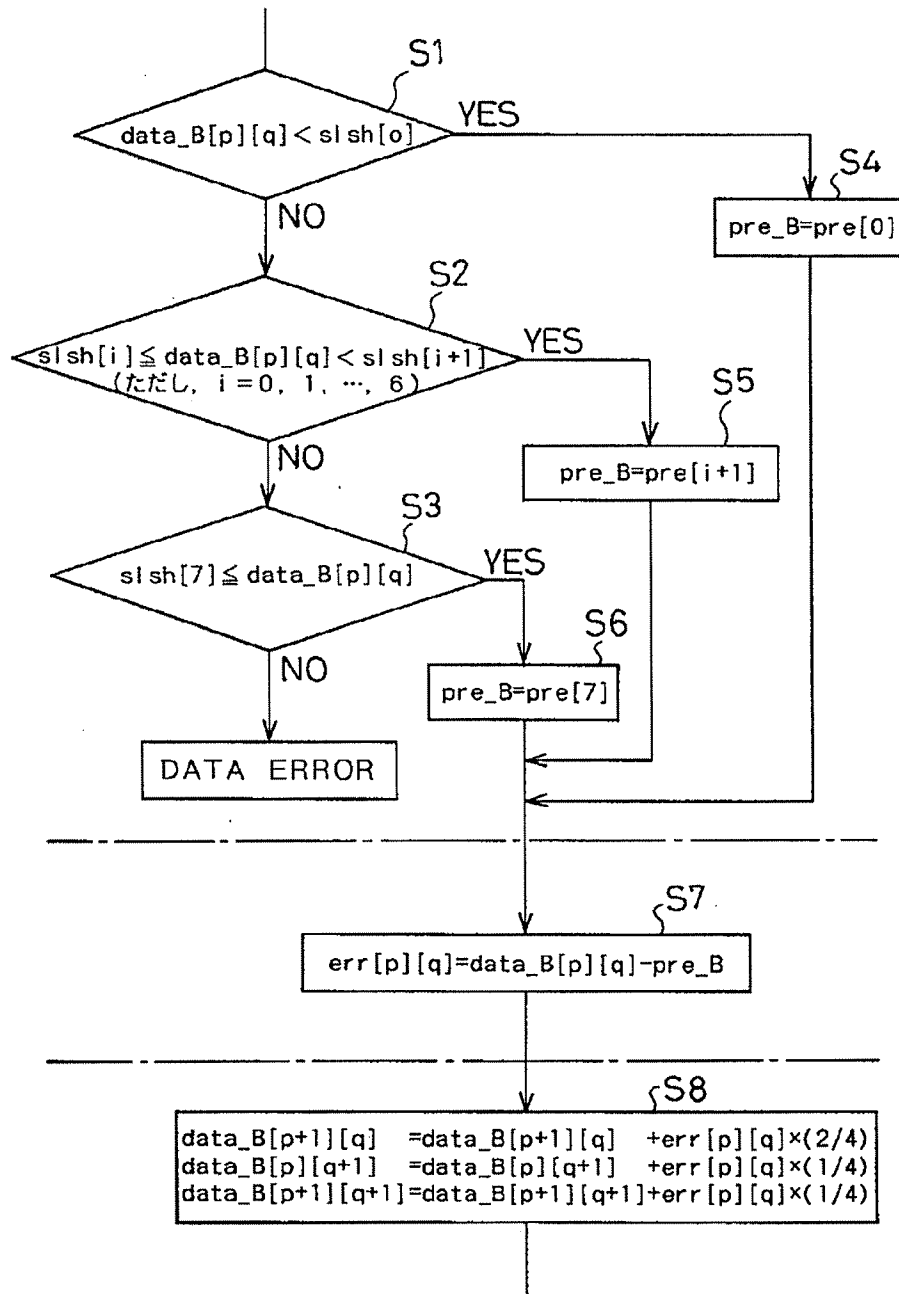 S1
data_B[p][q]<slsh[o]
YES
NO
S4
pre_B=pre[0]
S2
slsh[i]≦data_B[p][q]<slsh[i+1]
(ただし, i=0, 1, …, 6)
YES
NO
S5
pre_B=pre[i+1]
S3
slsh[7]≦data_B[p][q]
YES
NO
S6
pre_B=pre[7]
DATA ERROR
S7
err[p][q]=data_B[p][q]-pre_B
S8
data_B[p+1][q] =data_B[p+1][q] +err[p][q]×(2/4)
data_B[p][q+1] =data_B[p][q+1] +err[p][q]×(1/4)
data_B[p+1][q+1]=data_B[p+1][q+1]+err[p][q]×(1/4)